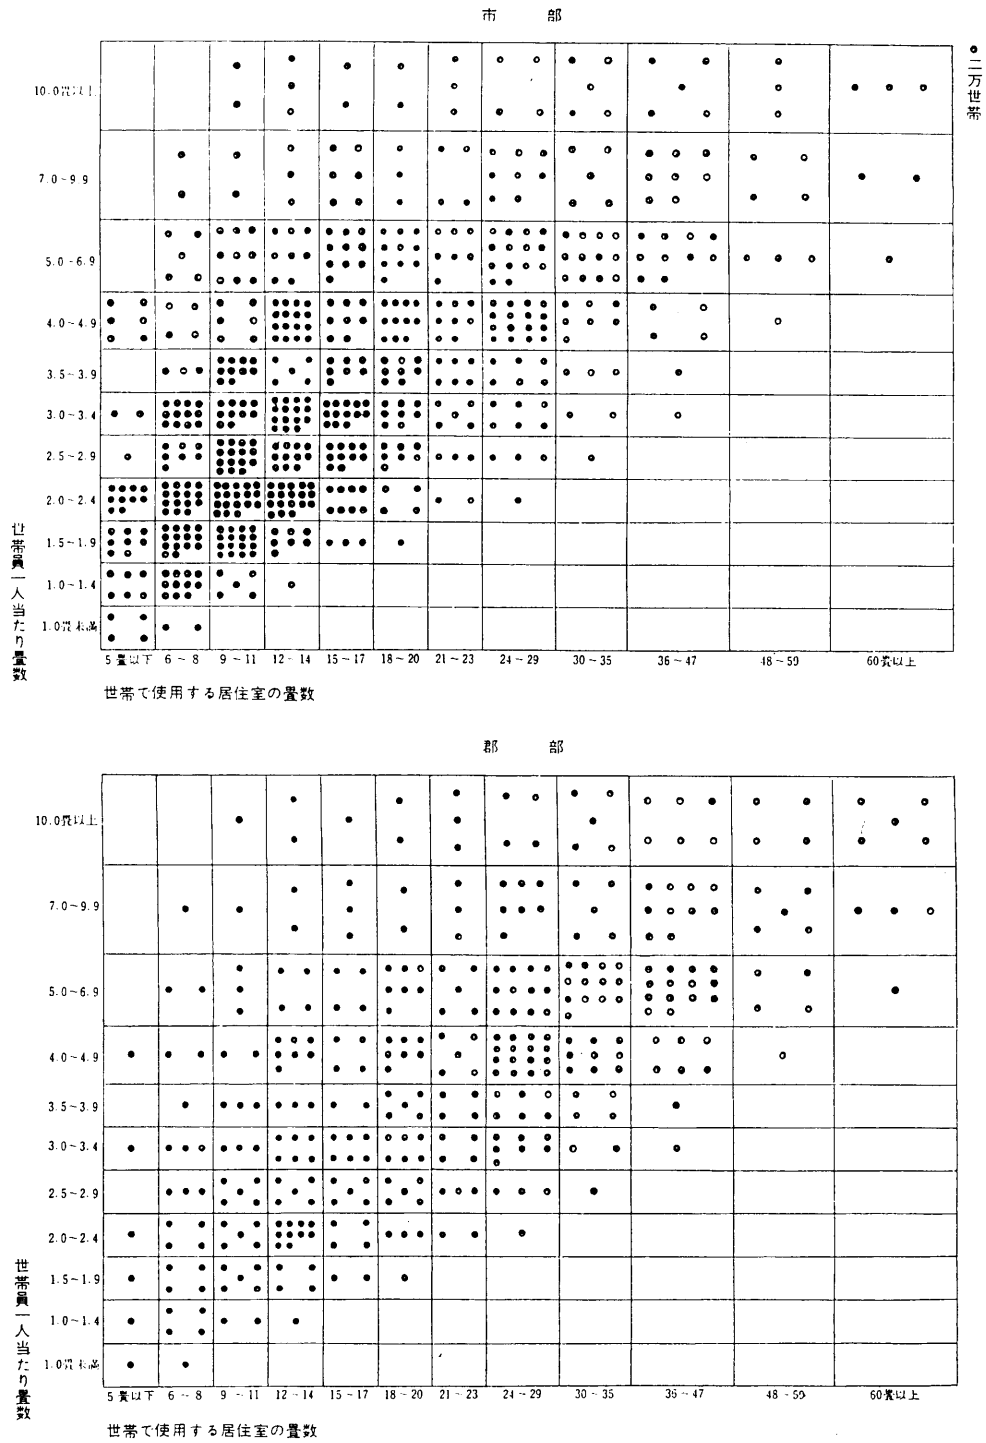 市 部
二万世帯
10.0畳以上
7.0~9.9
5.0~6.9
4.0~4.9
3.5~3.9
3.0~3.4
2.5~2.9
2.0~2.4
1.5~1.9
1.0~1.4
1.0畳未満
世帯員一人当たり畳数
5畳以下 6~8 9~11 12~14 15~17 18~20 21~23 24~29 30~35 36~47 48~59 60畳以上
世帯で使用する居住室の畳数
郡 部
10.0畳以上
7.0~9.9
5.0~6.9
4.0~4.9
3.5~3.9
3.0~3.4
2.5~2.9
2.0~2.4
1.5~1.9
1.0~1.4
1.0畳未満
世帯員一人当たり畳数
5畳以下 6~8 9~11 12~14 15~17 18~20 21~23 24~29 30~35 36~47 48~59 60畳以上
世帯で使用する居住室の畳数